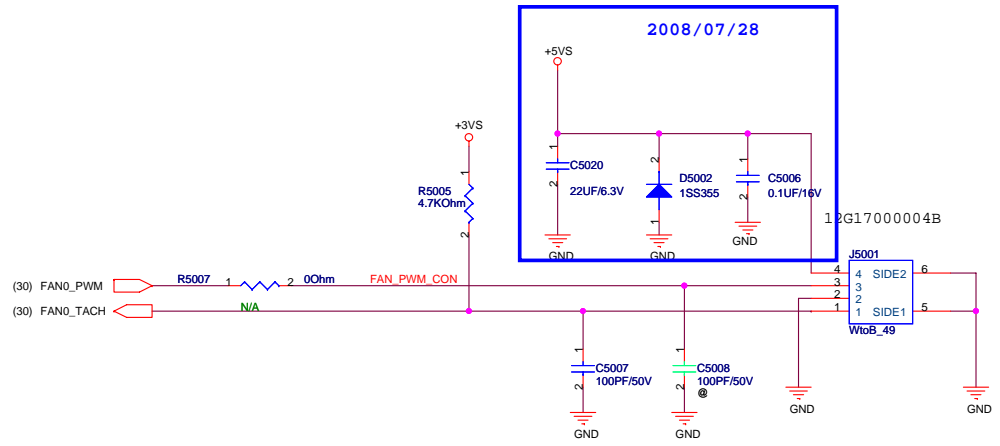 2008/07/28
+5VS
+3VS
1
2
C5020
22UF/6.3V
GND
2
D5002
1SS355
1
GND
1
C5006
0.1UF/16V
2
GND
1
R5005
4.7KOhm
2
12G17000004B
J5001
4 4 SIDE2 6
3 3
2 2
1 1 SIDE1 5
WtoB_49
(30) FAN0_PWM
R5007 1 2 0Ohm
FAN_PWM_CON
(30) FAN0_TACH
N/A
1
C5007
100PF/50V
2
GND
1
C5008
100PF/50V
2
@
GND
GND
GND